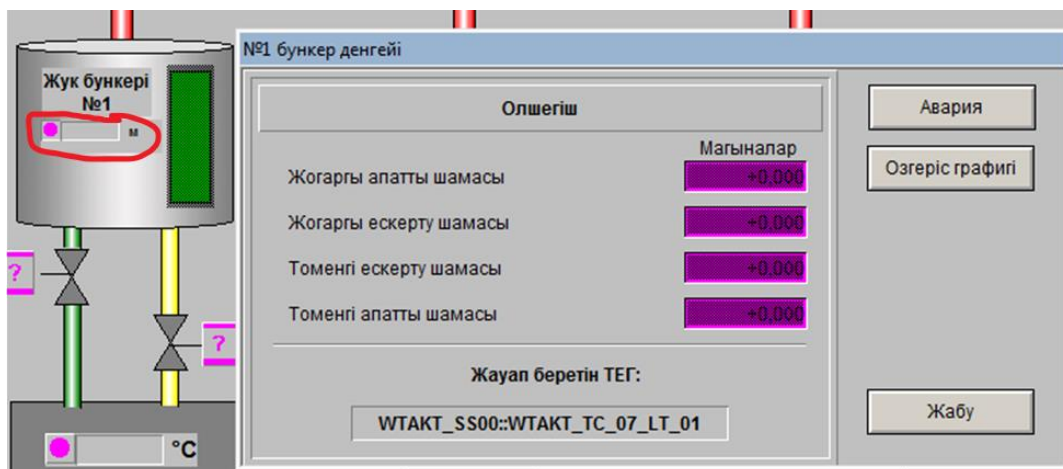 №1 бункер денгейі
Жук бункері
№1
м
?
?
°C
Олшегіш
Магыналар
Жогаргы апатты шамасы
+0,000
Жогаргы ескерту шамасы
+0,000
Томенгі ескерту шамасы
+0,000
Томенгі апатты шамасы
+0,000
Жауап беретін ТЕГ:
WTAKT_SS00::WTAKT_TC_07_LT_01
Авария
Озгеріс графигі
Жабу